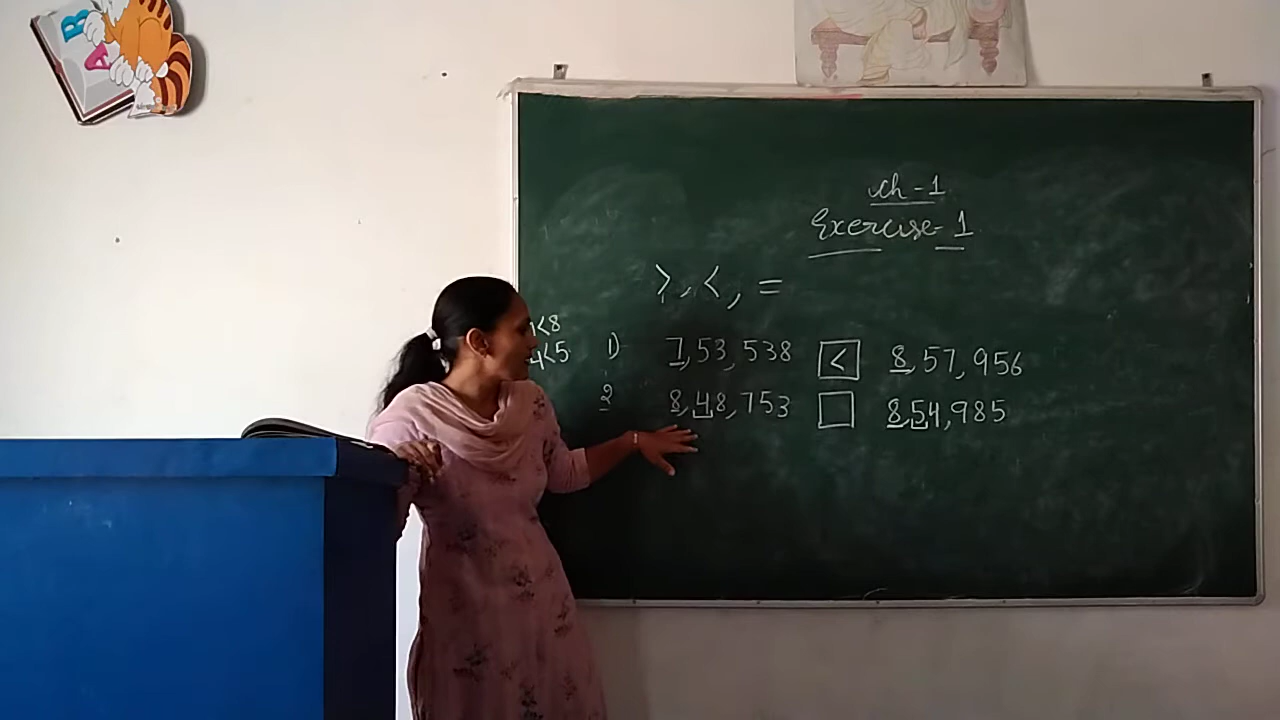 B
A
ch - 1
Exercise - 1
>, <, =
<8
4<5
1) 7,53,538 < 8,57,956
2 8,48,753 8,54,985